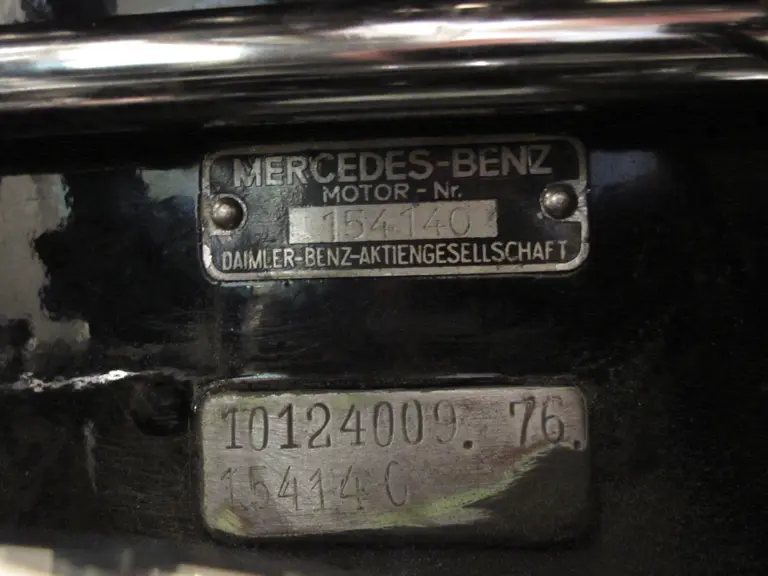 MERCEDES-BENZ
MOTOR-Nr.
154140
DAIMLER-BENZ-AKTIENGESELLSCHAFT
10124009. 76.
154140